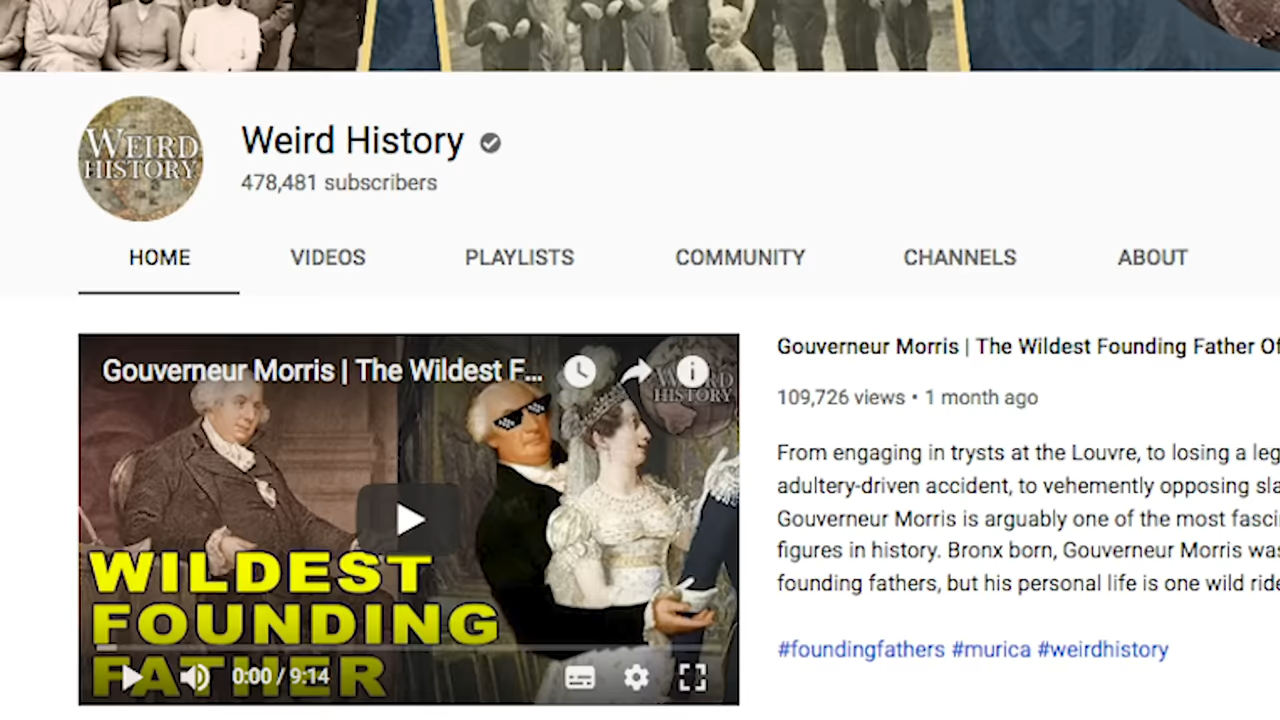 WEIRD
HISTORY
Weird History
478,481 subscribers
HOME VIDEOS PLAYLISTS COMMUNITY CHANNELS ABOUT
Gouverneur Morris | The Wildest F...
WEIRD
HISTORY
WILDEST
FOUNDING
FATHER
0:00 / 9:14
Gouverneur Morris | The Wildest Founding Father Of
109,726 views • 1 month ago
From engaging in trysts at the Louvre, to losing a leg
adultery-driven accident, to vehemently opposing sla
Gouverneur Morris is arguably one of the most fasci
figures in history. Bronx born, Gouverneur Morris was
founding fathers, but his personal life is one wild ride
#foundingfathers #murica #weirdhistory